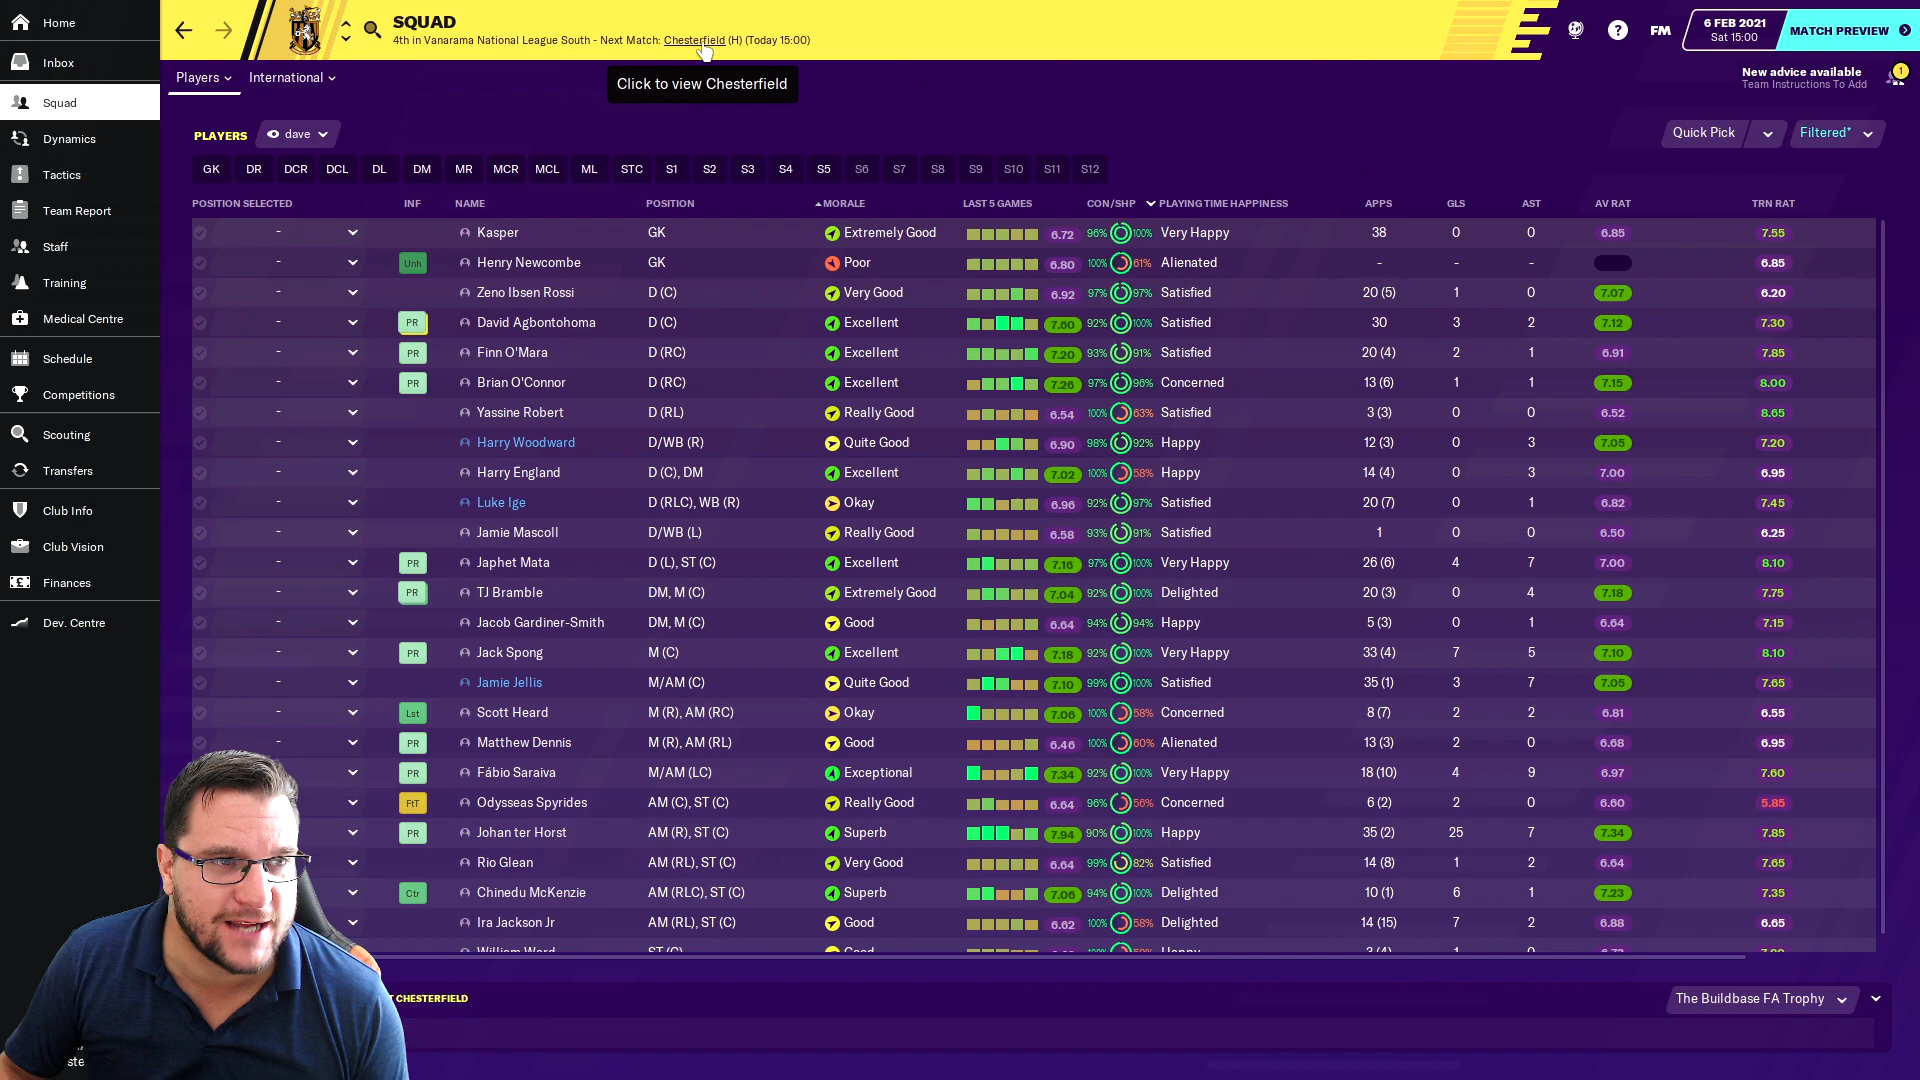 Home
Inbox
Squad
Dynamics
Tactics
Team Report
Staff
Training
Medical Centre
Schedule
Competitions
Scouting
Transfers
Club Info
Club Vision
Finances
Dev. Centre
SQUAD
4th in Vanarama National League South - Next Match: Chesterfield (H) (Today 15:00)
6 FEB 2021
Sat 15:00
MATCH PREVIEW
FM
?
Players International
Click to view Chesterfield
New advice available
Team Instructions To Add
1
PLAYERS dave
Quick Pick Filtered*
GK DR DCR DCL DL DM MR MCR MCL ML STC S1 S2 S3 S4 S5 S6 S7 S8 S9 S10 S11 S12
POSITION SELECTED INF NAME POSITION MORALE LAST 5 GAMES CON/SHP PLAYING TIME HAPPINESS APPS GLS AST AV RAT TRN RAT
- Kasper GK Extremely Good 6.72 96% Very Happy 38 0 0 6.85 7.55
- Unh Henry Newcombe GK Poor 6.80 100% 61% Alienated - - - 6.85
- Zeno Ibsen Rossi D (C) Very Good 6.92 97% 97% Satisfied 20 (5) 1 0 7.07 6.20
- PR David Agbontohoma D (C) Excellent 7.60 92% 100% Satisfied 30 3 2 7.12 7.30
- PR Finn O'Mara D (RC) Excellent 7.20 93% 91% Satisfied 20 (4) 2 1 6.91 7.85
- PR Brian O'Connor D (RC) Excellent 7.26 97% 96% Concerned 13 (6) 1 1 7.15 8.00
- Yassine Robert D (RL) Really Good 6.54 100% 63% Satisfied 3 (3) 0 0 6.52 8.65
- Harry Woodward D/WB (R) Quite Good 6.90 98% 92% Happy 12 (3) 0 3 7.05 7.20
- Harry England D (C), DM Excellent 7.02 100% 58% Happy 14 (4) 0 3 7.00 6.95
- Luke Ige D (RLC), WB (R) Okay 6.96 92% 97% Satisfied 20 (7) 0 1 6.82 7.45
- Jamie Mascoll D/WB (L) Really Good 6.58 93% 91% Satisfied 1 0 0 6.50 6.25
- PR Japhet Mata D (L), ST (C) Excellent 7.16 97% 100% Very Happy 26 (6) 4 7 7.00 8.10
- PR TJ Bramble DM, M (C) Extremely Good 7.04 92% 100% Delighted 20 (3) 0 4 7.18 7.75
- Jacob Gardiner-Smith DM, M (C) Good 6.64 94% 94% Happy 5 (3) 0 1 6.64 7.15
- PR Jack Spong M (C) Excellent 7.18 92% 100% Very Happy 33 (4) 7 5 7.10 8.10
- Jamie Jellis M/AM (C) Quite Good 7.10 99% 100% Satisfied 35 (1) 3 7 7.05 7.65
- Lst Scott Heard M (R), AM (RC) Okay 7.06 100% 58% Concerned 8 (7) 2 2 6.81 6.55
- PR Matthew Dennis M (R), AM (RL) Good 6.46 100% 60% Alienated 13 (3) 2 0 6.68 6.95
PR Fábio Saraiva M/AM (LC) Exceptional 7.34 92% 100% Very Happy 18 (10) 4 9 6.97 7.60
FtT Odysseas Spyrides AM (C), ST (C) Really Good 6.64 96% 56% Concerned 6 (2) 2 0 6.60 5.85
PR Johan ter Horst AM (R), ST (C) Superb 7.94 90% 100% Happy 35 (2) 25 7 7.34 7.85
Rio Glean AM (RL), ST (C) Very Good 6.64 99% 82% Satisfied 14 (8) 1 2 6.64 7.65
Ctr Chinedu McKenzie AM (RLC), ST (C) Superb 7.06 94% 100% Delighted 10 (1) 6 1 7.23 7.35
Ira Jackson Jr AM (RL), ST (C) Good 6.62 100% 58% Delighted 14 (15) 7 2 6.88 6.65
William Ward ST (C) Good Happy 3 (4) 1 0
CHESTERFIELD
The Buildbase FA Trophy